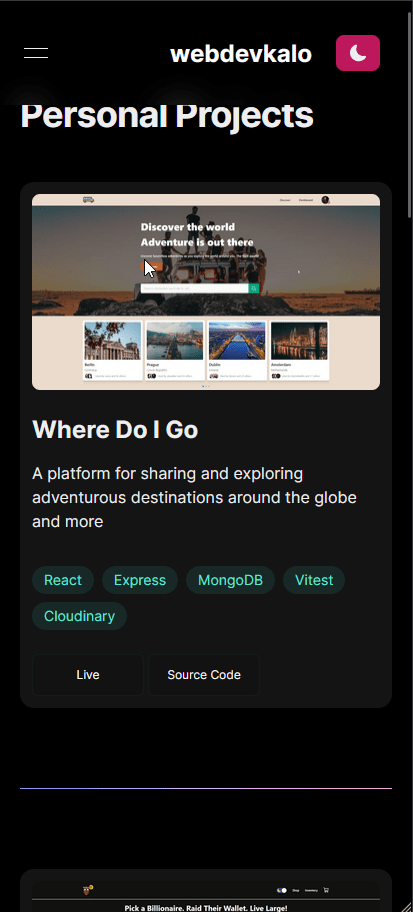 webdevkalo
Personal Projects
Discover the world
Adventure is out there
Berlin
Prague
Dublin
Amsterdam
Where Do I Go
A platform for sharing and exploring
adventurous destinations around the globe
and more
React Express MongoDB Vitest
Cloudinary
Live Source Code
Shop Inventory
Pick a Billionaire. Raid Their Wallet. Live Large!